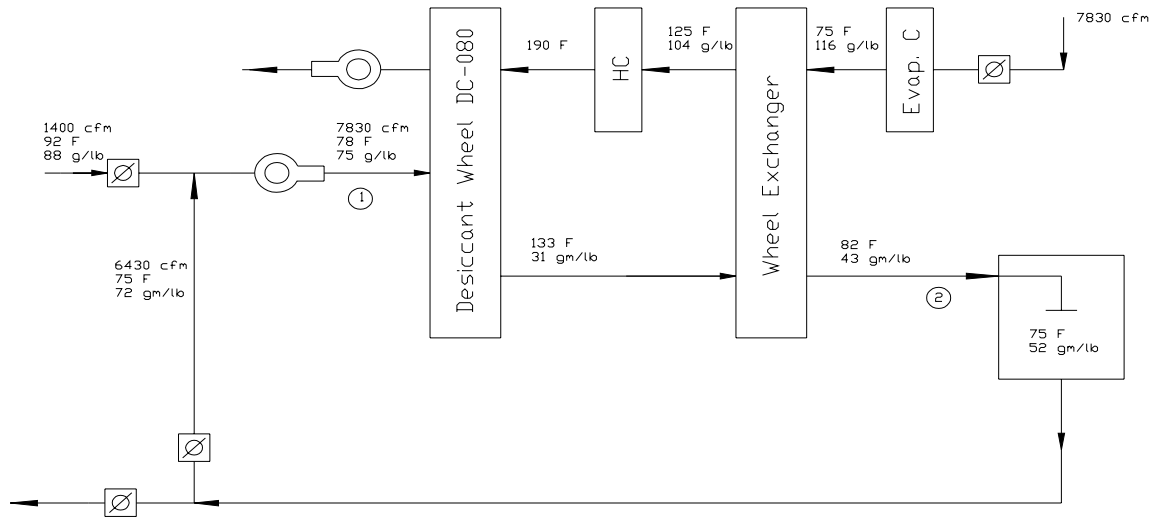 7830 cfm
125 F
104 g/lb
75 F
116 g/lb
190 F
HC
Evap. C
Desiccant Wheel DC-080
Wheel Exchanger
1400 cfm
92 F
88 g/lb
7830 cfm
78 F
75 g/lb
1
133 F
31 gm/lb
82 F
43 gm/lb
6430 cfm
75 F
72 gm/lb
2
75 F
52 gm/lb